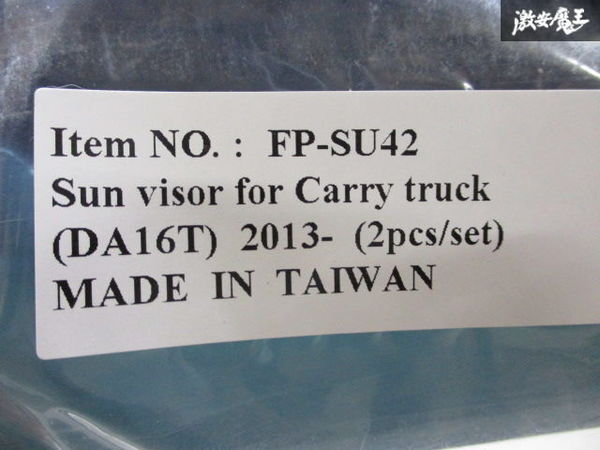 激安魔王
Item NO. : FP-SU42
Sun visor for Carry truck
(DA16T) 2013- (2pcs/set)
MADE IN TAIWAN